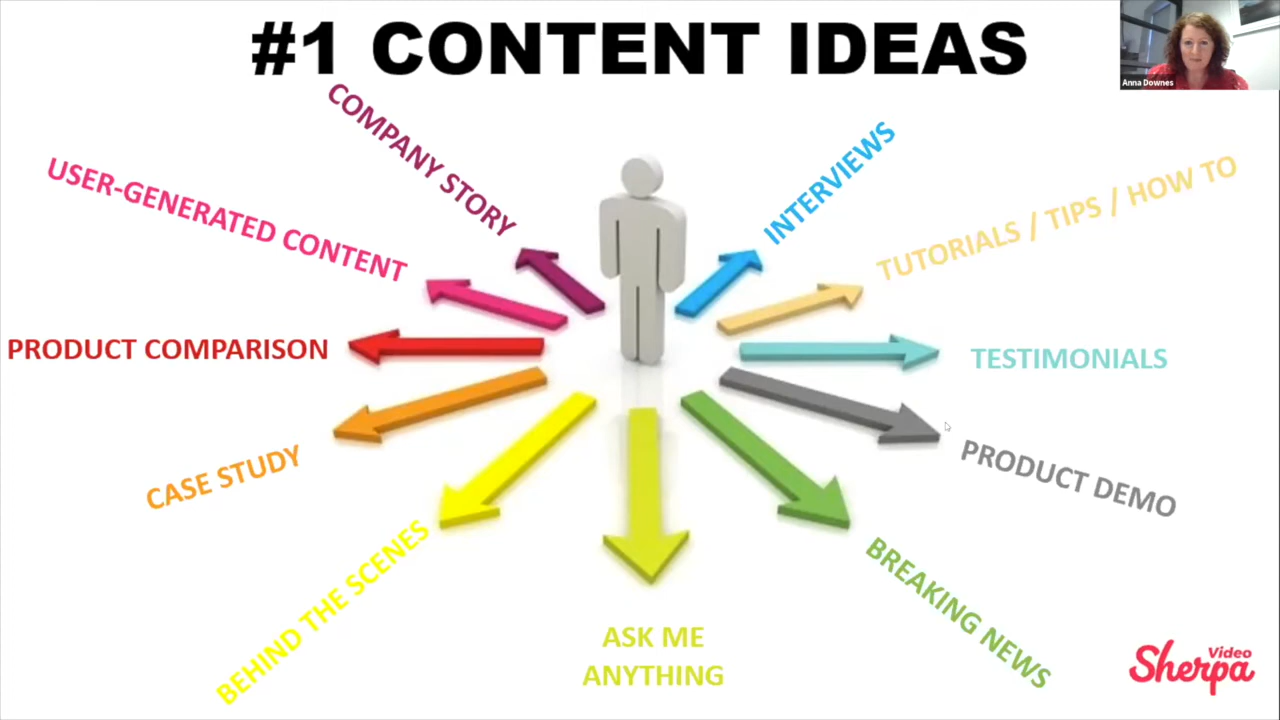 #1 CONTENT IDEAS
Anna Downes
COMPANY STORY
INTERVIEWS
USER-GENERATED CONTENT
TUTORIALS / TIPS / HOW TO
PRODUCT COMPARISON
TESTIMONIALS
CASE STUDY
PRODUCT DEMO
BEHIND THE SCENES
ASK ME
ANYTHING
BREAKING NEWS
Video
Sherpa